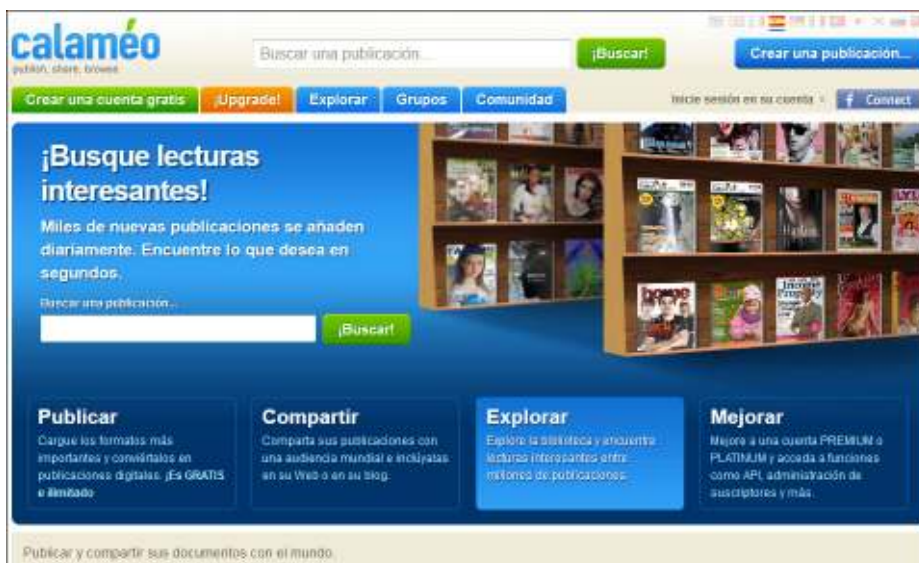 calaméo
publish, share, browse
Buscar una publicación...
¡Buscar!
Crear una publicación...
Crear una cuenta gratis
¡Upgrade!
Explorar
Grupos
Comunidad
Inicie sesión en su cuenta
f Connect
¡Busque lecturas
interesantes!
Miles de nuevas publicaciones se añaden
diariamente. Encuentre lo que desea en
segundos.
Buscar una publicación...
¡Buscar!
home
Income
Property
Publicar
Cargue los formatos más
importantes y conviértalos en
publicaciones digitales. ¡Es GRATIS
e ilimitado
Compartir
Comparta sus publicaciones con
una audiencia mundial e inclúyatas
en su Web o en su blog.
Explorar
Explore la biblioteca y encuentre
lecturas interesantes entre
millones de publicaciones.
Mejorar
Mejore a una cuenta PREMIUM o
PLATINUM y acceda a funciones
como API, administración de
suscriptores y más.
Publicar y compartir sus documentos con el mundo.